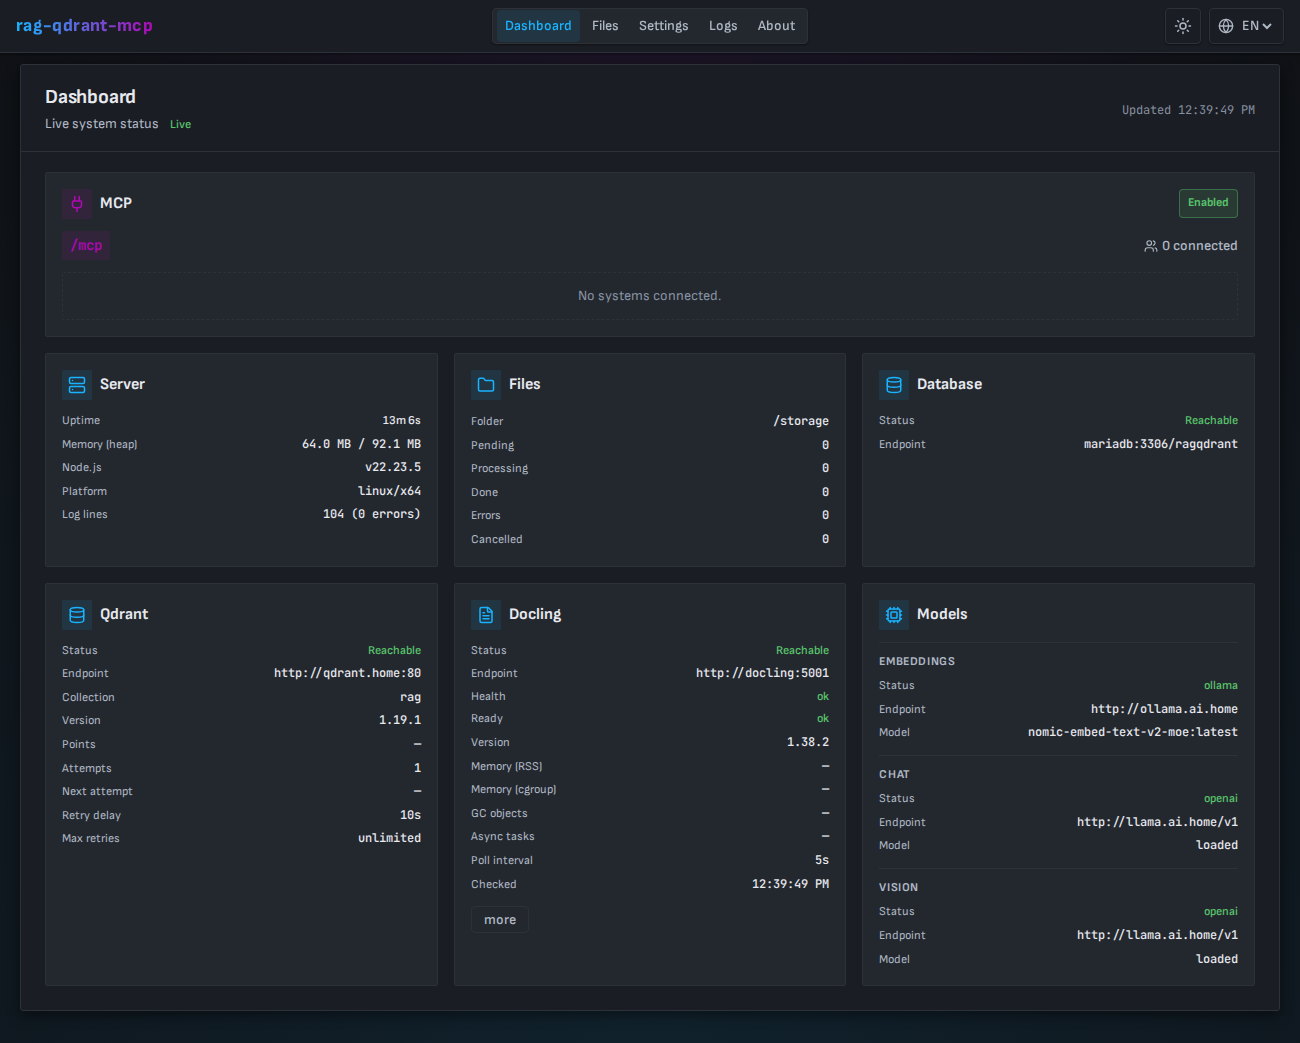 rag-qdrant-mcp
Dashboard Files Settings Logs About
EN
Dashboard
Live system status Live
Updated 12:39:49 PM
MCP
Enabled
/mcp
0 connected
No systems connected.
Server
Uptime 13m 6s
Memory (heap) 64.0 MB / 92.1 MB
Node.js v22.23.5
Platform linux/x64
Log lines 104 (0 errors)
Files
Folder /storage
Pending 0
Processing 0
Done 0
Errors 0
Cancelled 0
Database
Status Reachable
Endpoint mariadb:3306/ragqdrant
Qdrant
Status Reachable
Endpoint http://qdrant.home:80
Collection rag
Version 1.19.1
Points —
Attempts 1
Next attempt —
Retry delay 10s
Max retries unlimited
Docling
Status Reachable
Endpoint http://docling:5001
Health ok
Ready ok
Version 1.38.2
Memory (RSS) —
Memory (cgroup) —
GC objects —
Async tasks —
Poll interval 5s
Checked 12:39:49 PM
more
Models
EMBEDDINGS
Status ollama
Endpoint http://ollama.ai.home
Model nomic-embed-text-v2-moe:latest
CHAT
Status openai
Endpoint http://llama.ai.home/v1
Model loaded
VISION
Status openai
Endpoint http://llama.ai.home/v1
Model loaded